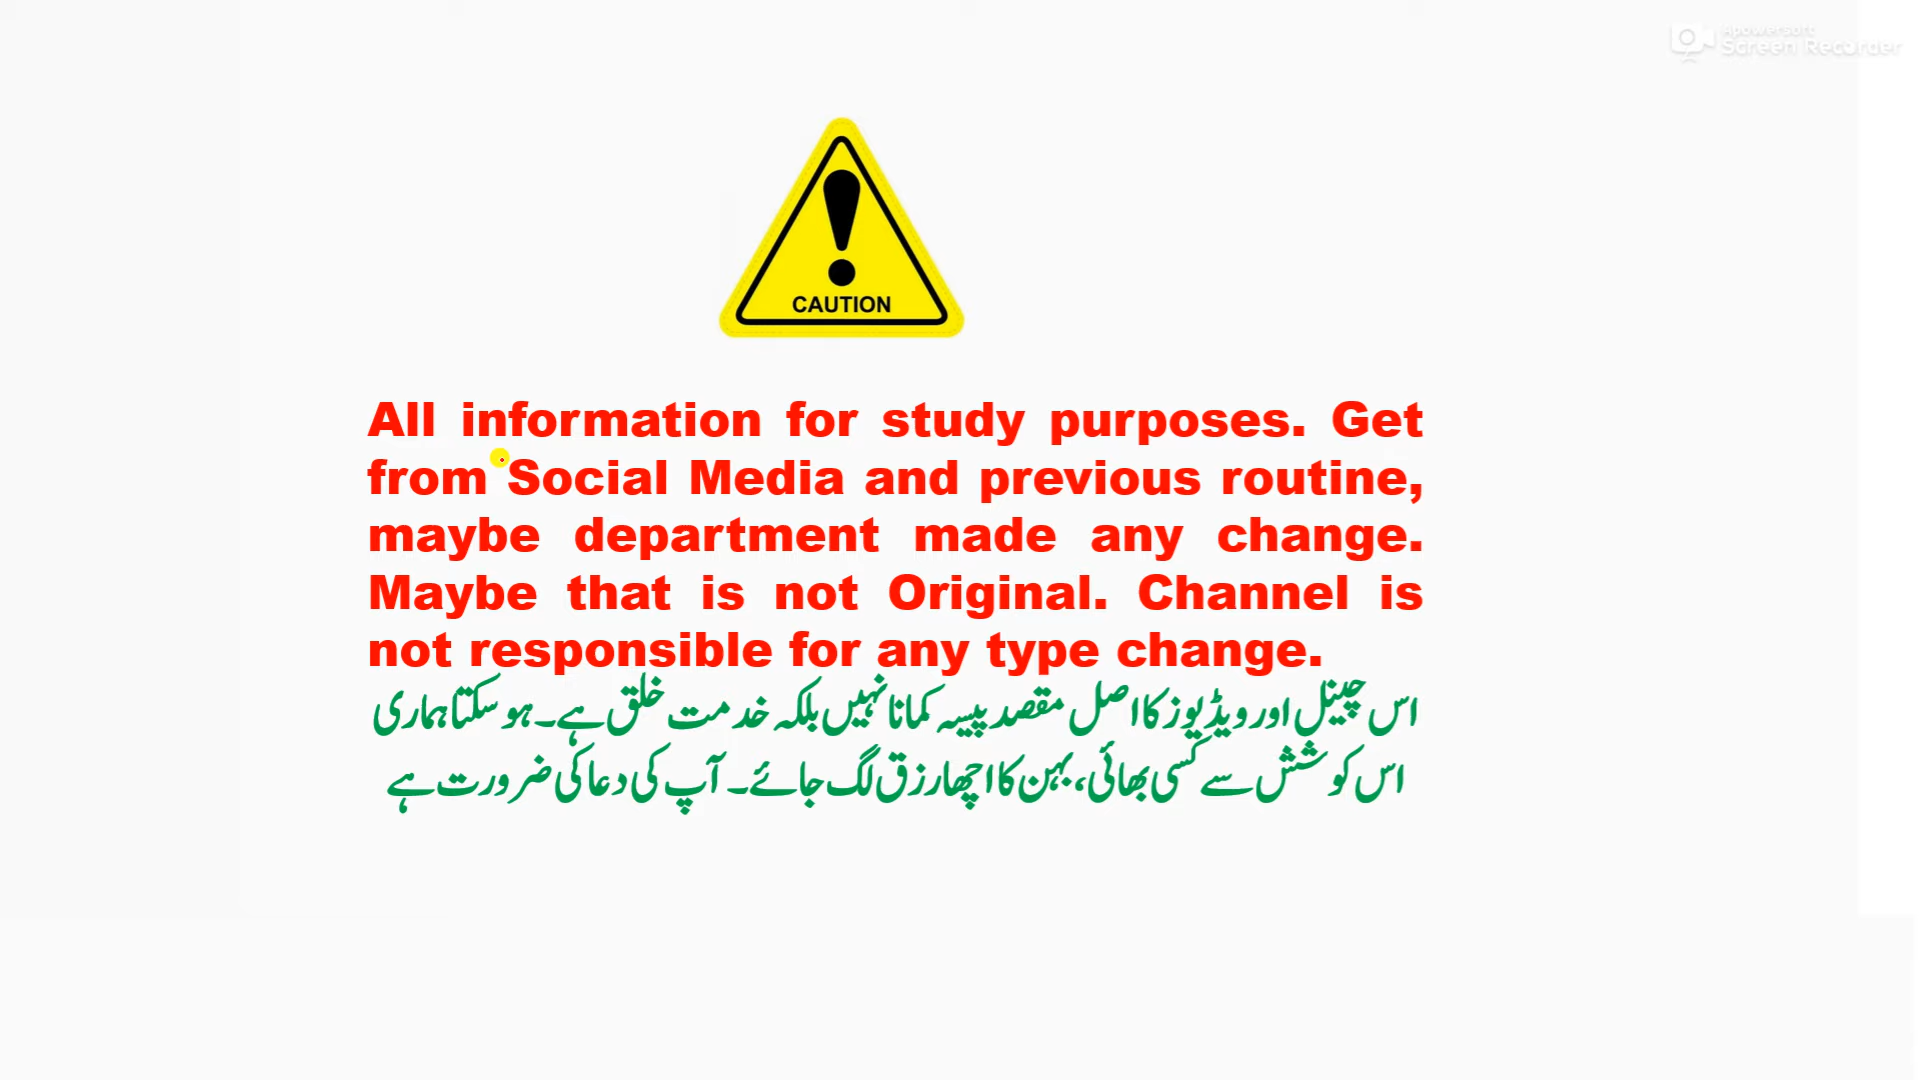 Apowersoft
Screen Recorder
CAUTION
All information for study purposes. Get
from Social Media and previous routine,
maybe department made any change.
Maybe that is not Original. Channel is
not responsible for any type change.
اس چینل اور ویڈیوز کا اصل مقصد پیسہ کمانا نہیں بلکہ خدمت خلق ہے۔ ہو سکتا ہماری
اس کوشش سے کسی بھائی، بہن کا اچھا رزق لگ جائے۔ آپ کی دعا کی ضرورت ہے